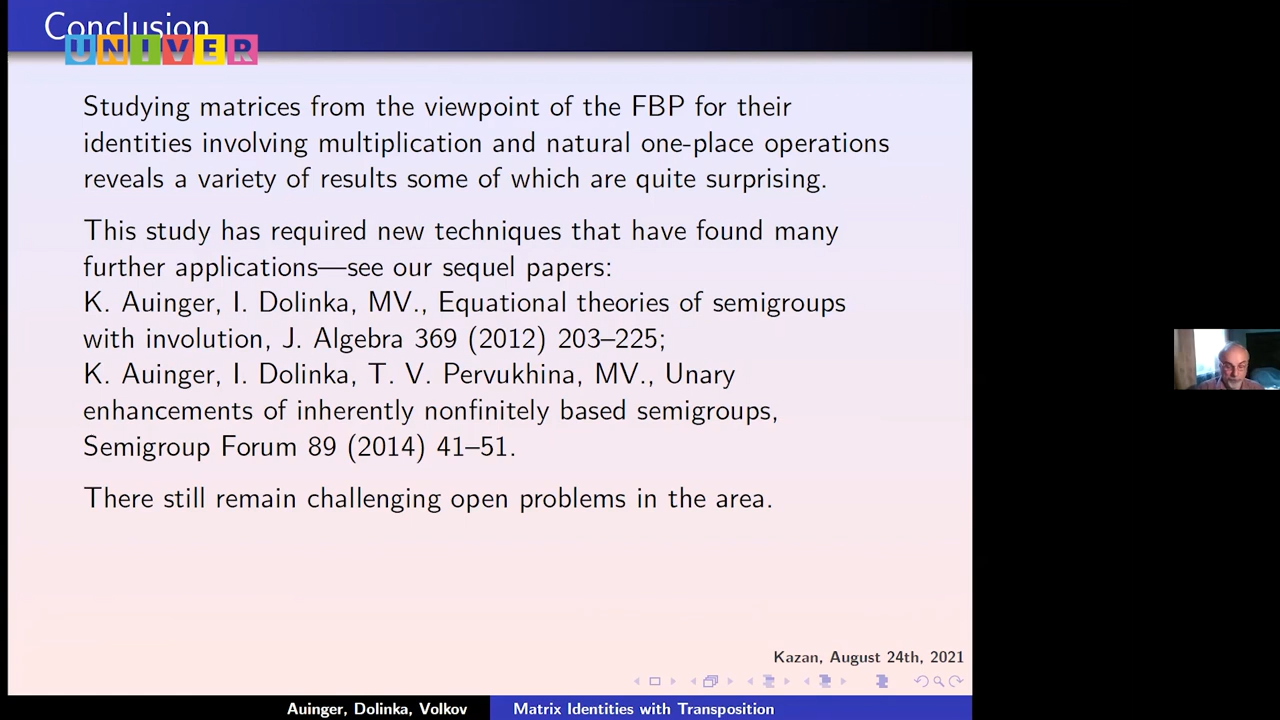 Conclusion
UNIVER
Studying matrices from the viewpoint of the FBP for their
identities involving multiplication and natural one-place operations
reveals a variety of results some of which are quite surprising.
This study has required new techniques that have found many
further applications—see our sequel papers:
K. Auinger, I. Dolinka, MV., Equational theories of semigroups
with involution, J. Algebra 369 (2012) 203–225;
K. Auinger, I. Dolinka, T. V. Pervukhina, MV., Unary
enhancements of inherently nonfinitely based semigroups,
Semigroup Forum 89 (2014) 41–51.
There still remain challenging open problems in the area.
Kazan, August 24th, 2021
Auinger, Dolinka, Volkov Matrix Identities with Transposition